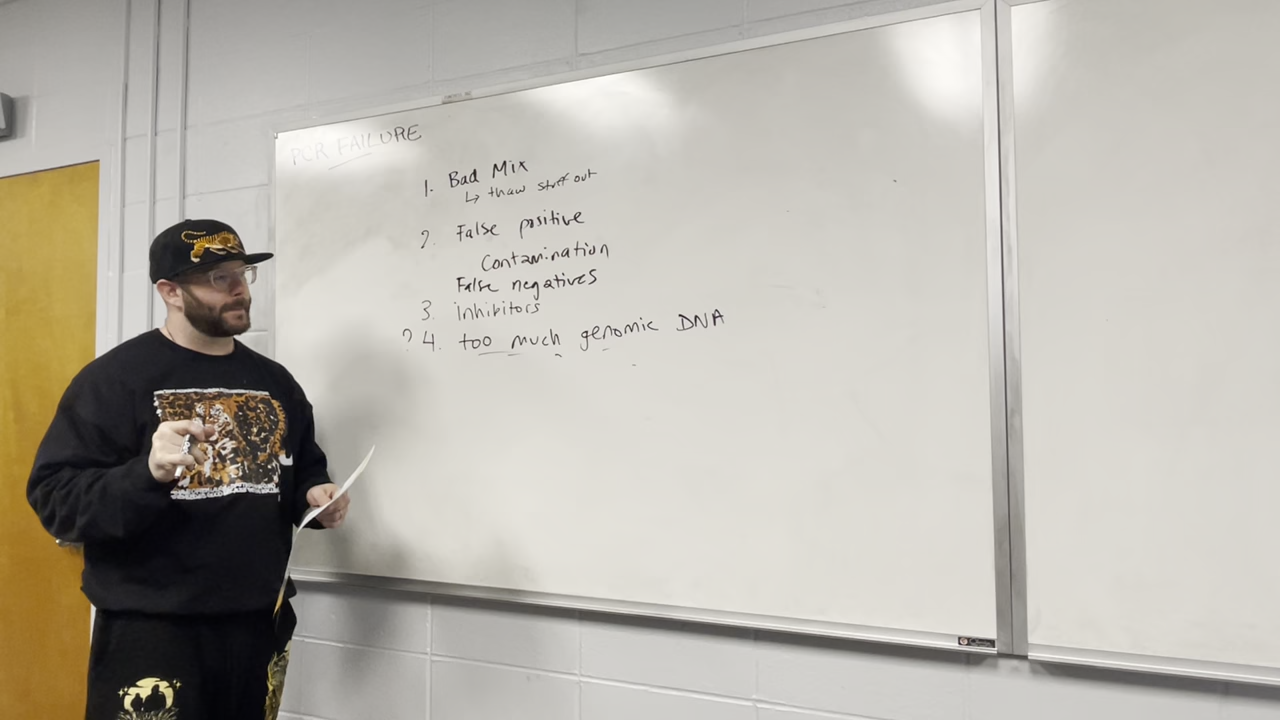 PCR FAILURE
1. Bad Mix
↳ thaw stuff out
2. False positive
Contamination
False negatives
3. inhibitors
? 4. too much genomic DNA